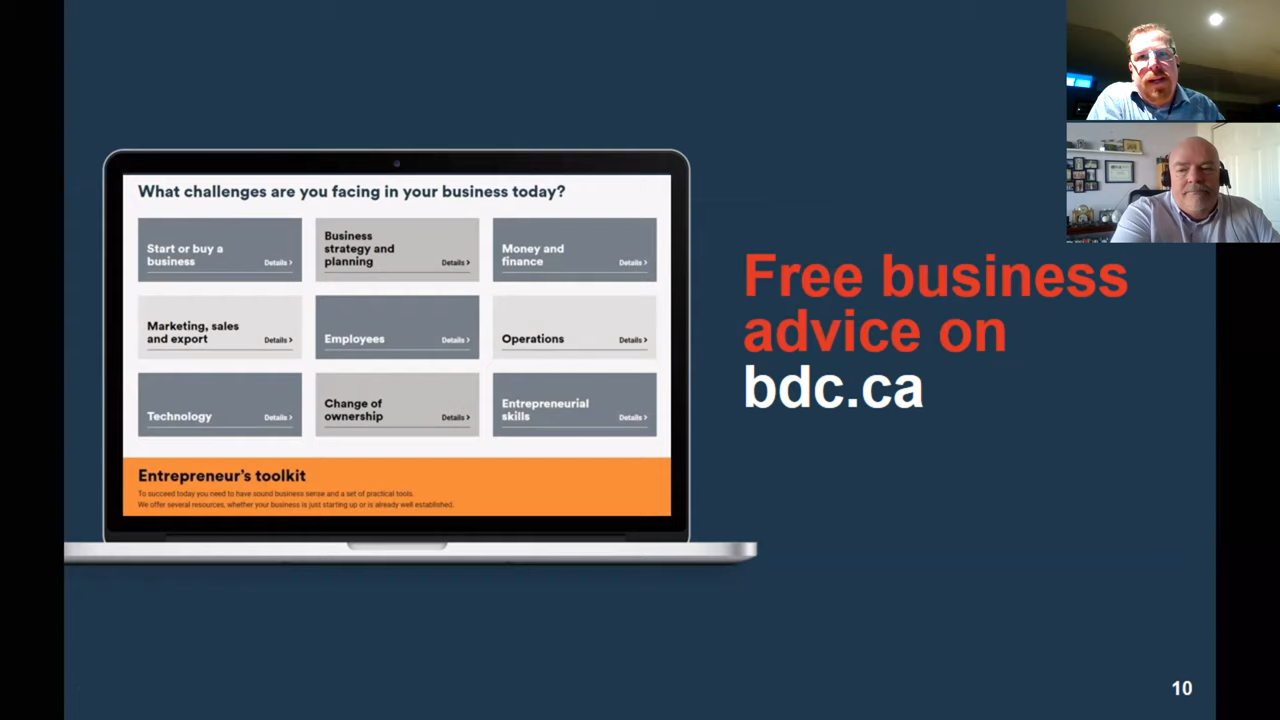 What challenges are you facing in your business today?
Start or buy a
business
Details >
Business
strategy and
planning
Details >
Money and
finance
Details >
Marketing, sales
and export
Details >
Employees
Details >
Operations
Details >
Technology
Details >
Change of
ownership
Details >
Entrepreneurial
skills
Details >
Entrepreneur’s toolkit
To succeed today you need to have sound business sense and a set of practical tools.
We offer several resources, whether your business is just starting up or is already well established.
Free business
advice on
bdc.ca
10